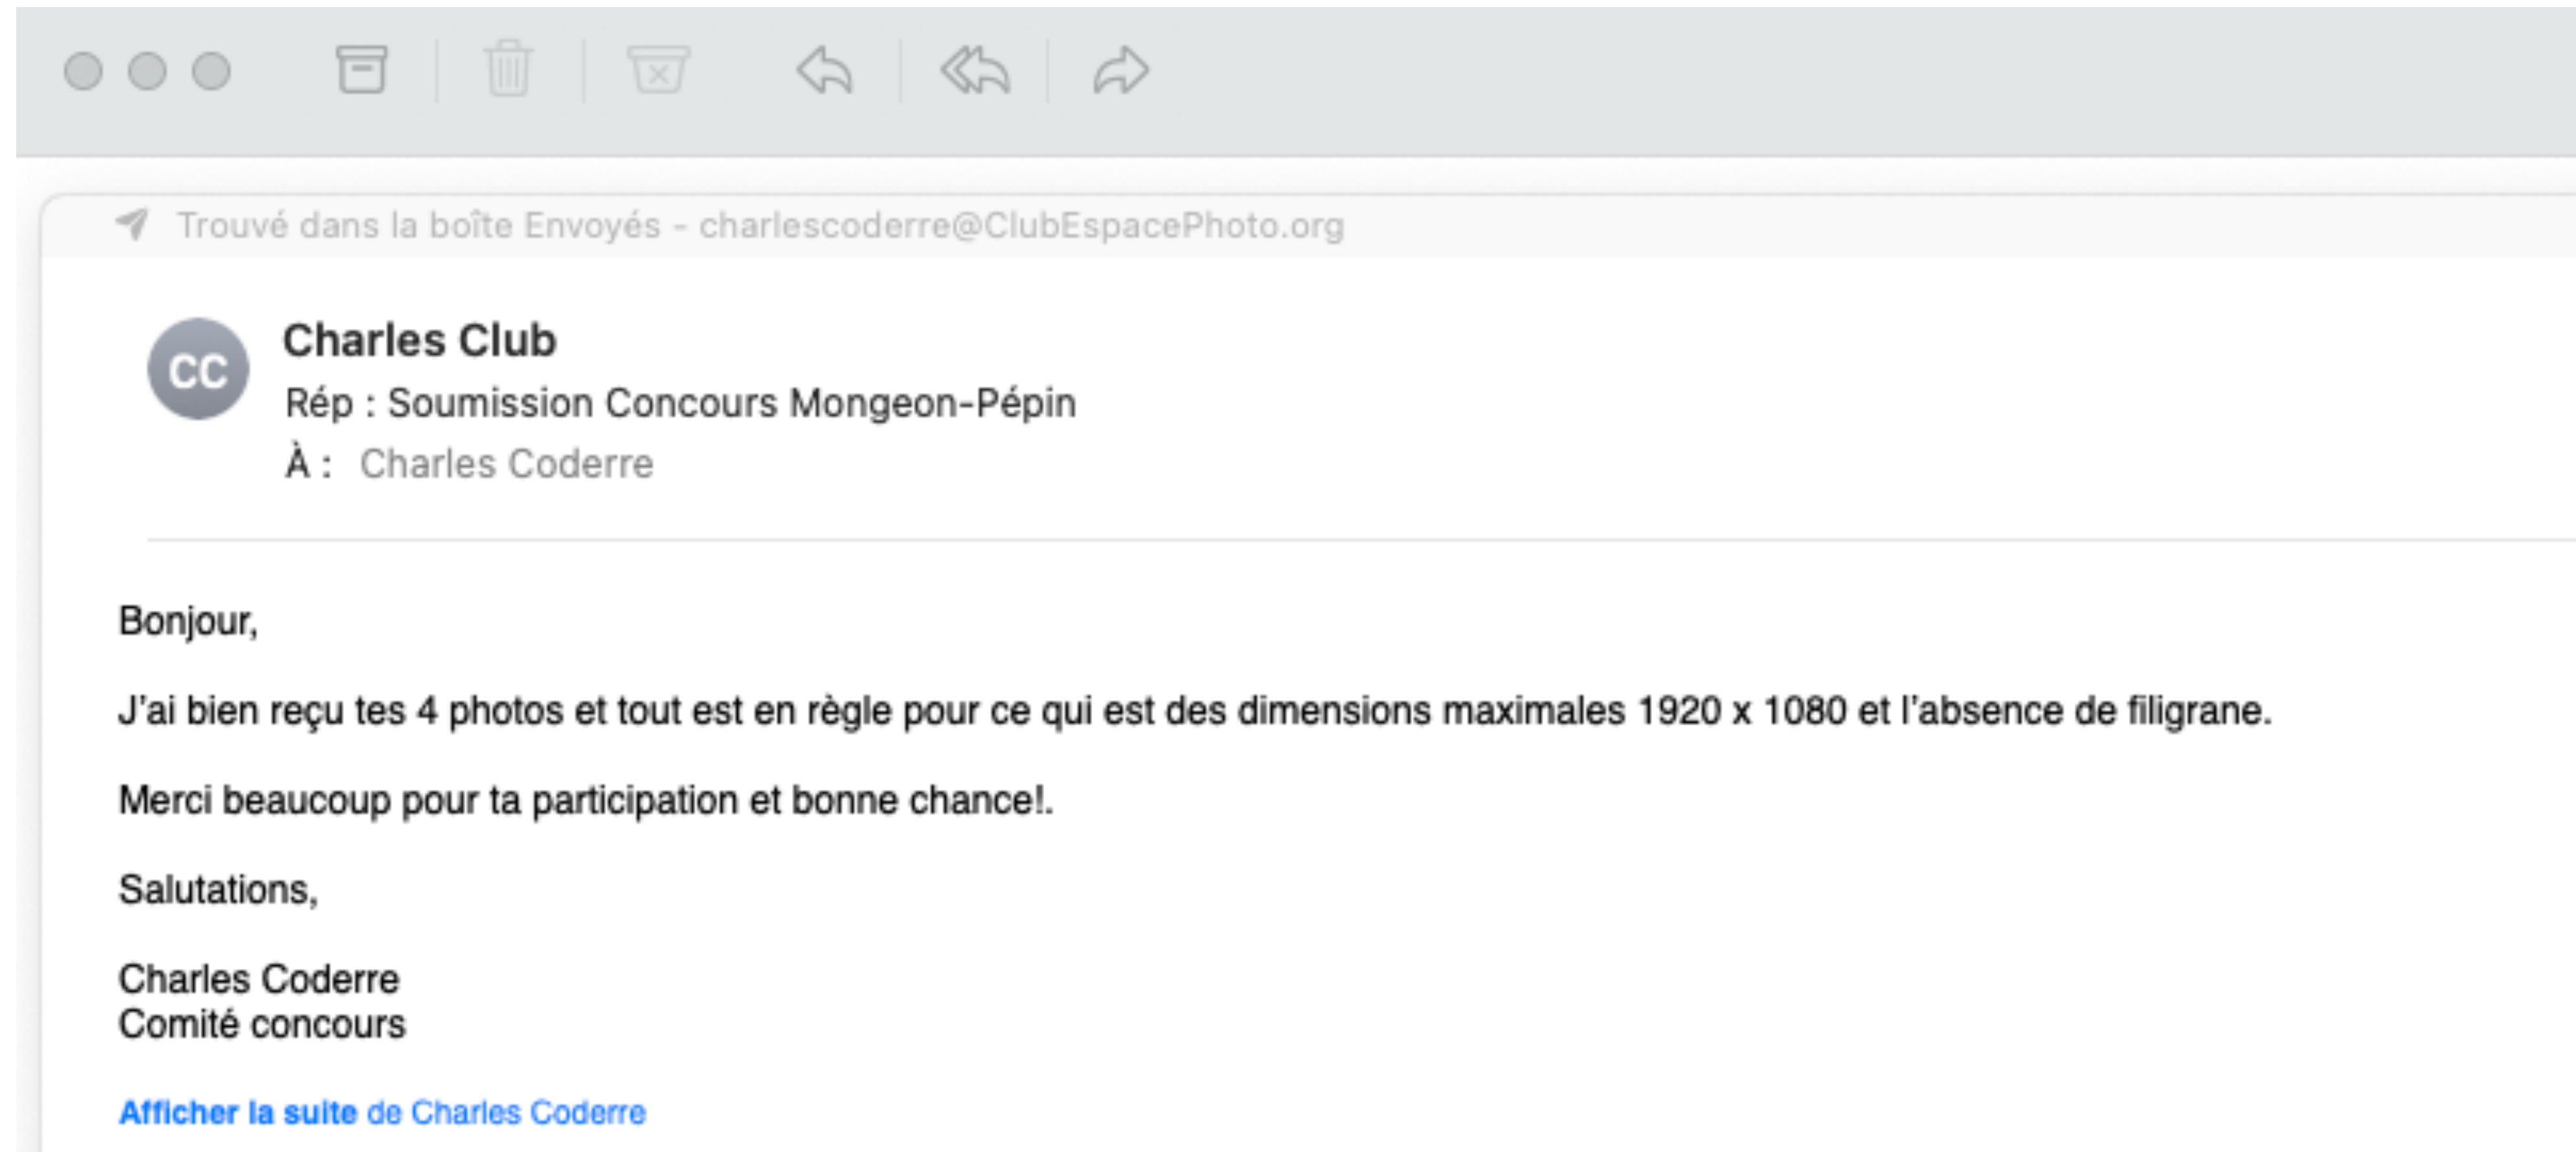 Trouvé dans la boîte Envoyés - charlescoderre@ClubEspacePhoto.org
CC
Charles Club
Rép : Soumission Concours Mongeon-Pépin
À : Charles Coderre
Bonjour,
J'ai bien reçu tes 4 photos et tout est en règle pour ce qui est des dimensions maximales 1920 x 1080 et l'absence de filigrane.
Merci beaucoup pour ta participation et bonne chance!.
Salutations,
Charles Coderre
Comité concours
Afficher la suite de Charles Coderre